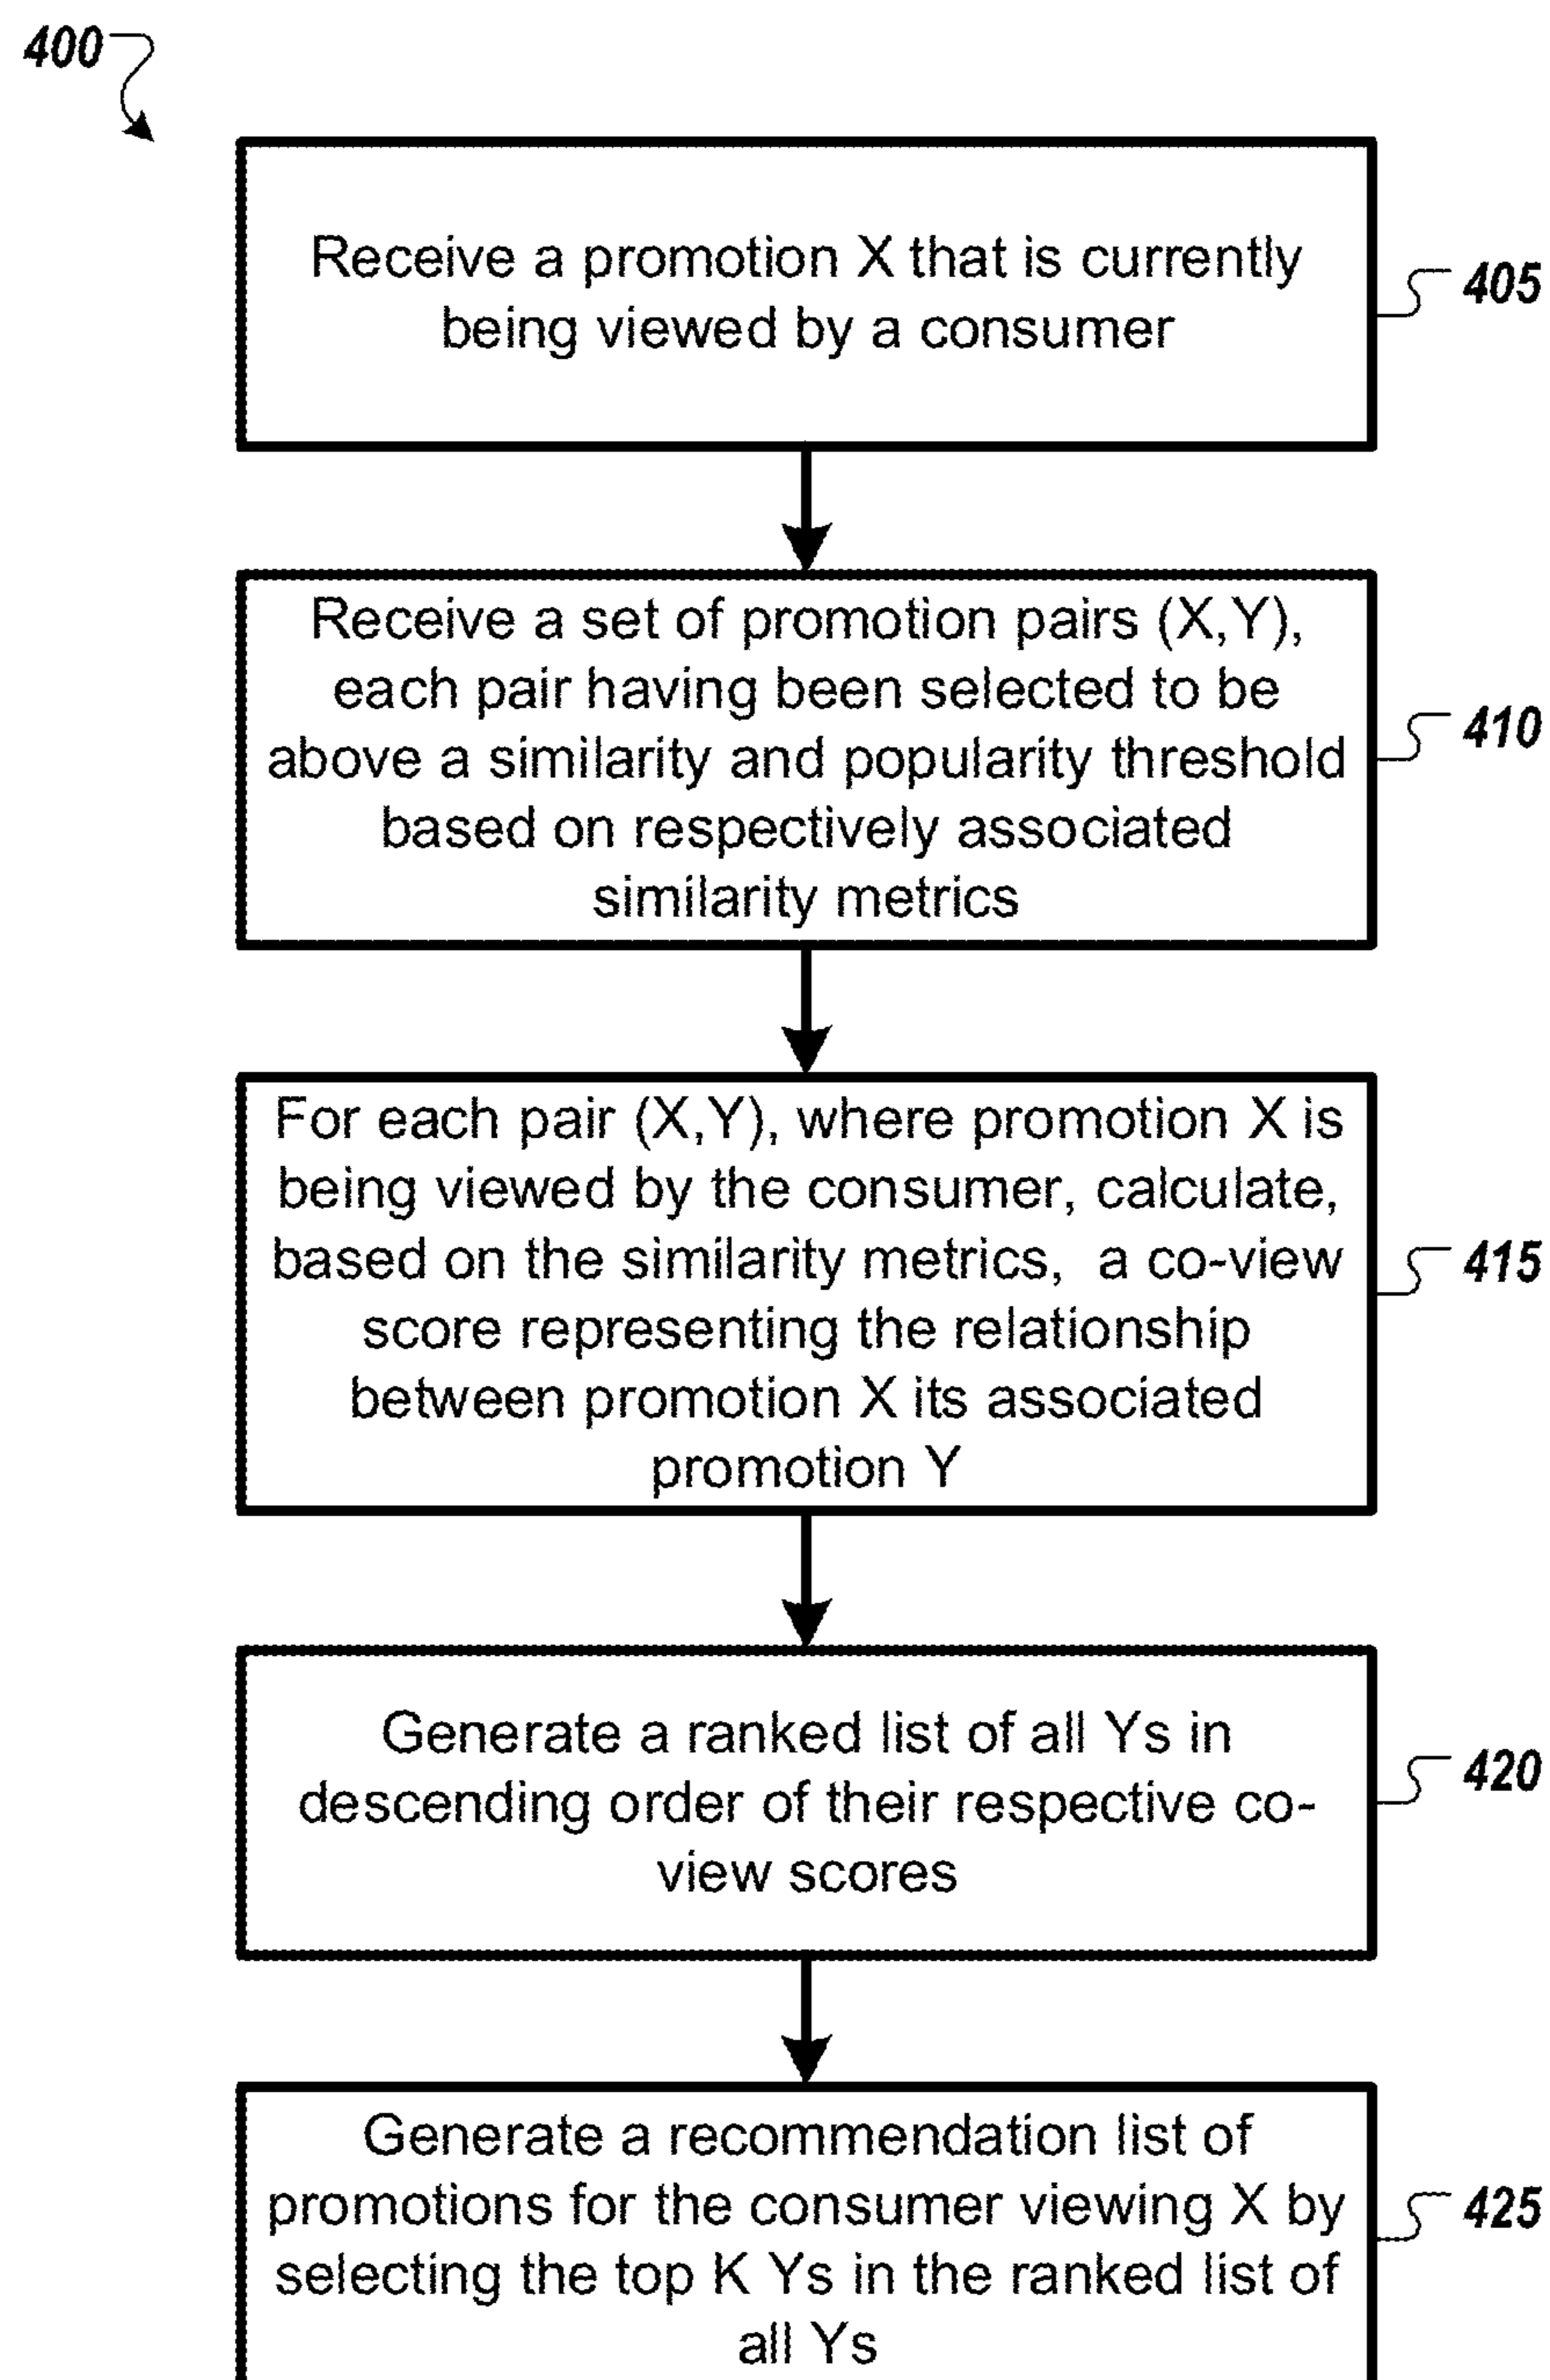 400
Receive a promotion X that is currently
being viewed by a consumer
405
Receive a set of promotion pairs (X,Y),
each pair having been selected to be
above a similarity and popularity threshold
based on respectively associated
similarity metrics
410
For each pair (X,Y), where promotion X is
being viewed by the consumer, calculate,
based on the similarity metrics, a co-view
score representing the relationship
between promotion X its associated
promotion Y
415
Generate a ranked list of all Ys in
descending order of their respective co-
view scores
420
Generate a recommendation list of
promotions for the consumer viewing X by
selecting the top K Ys in the ranked list of
all Ys
425